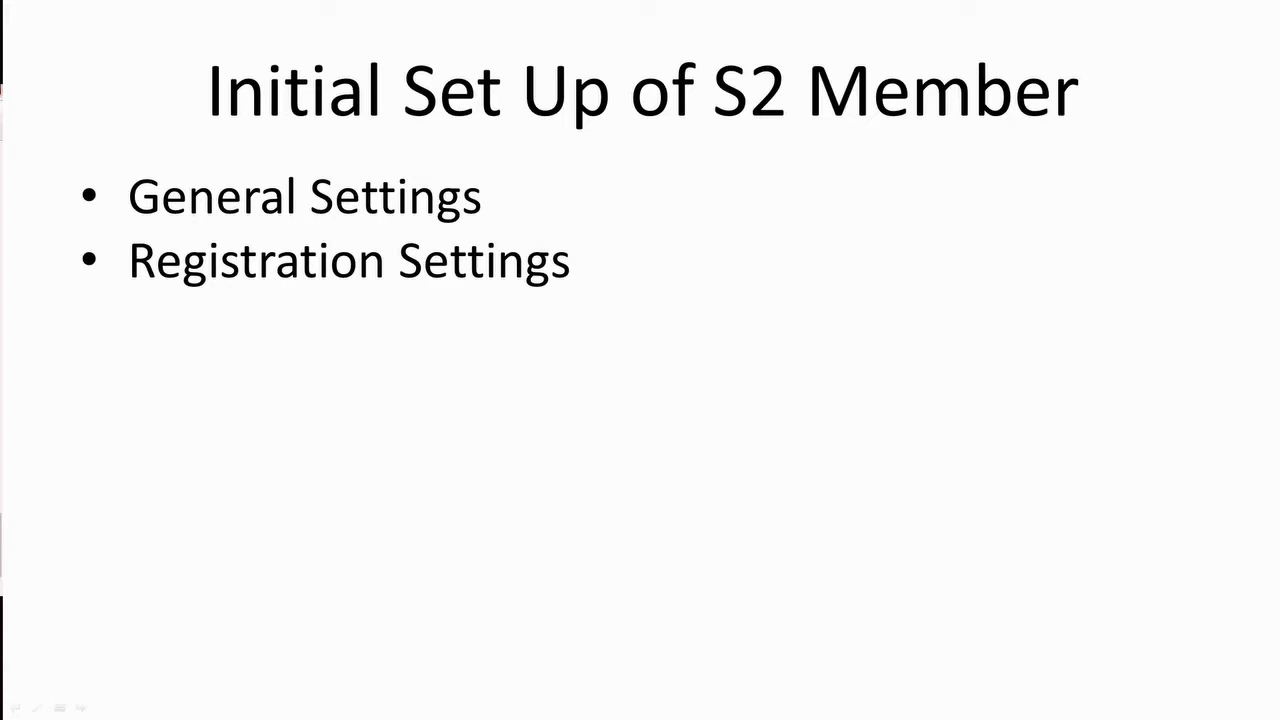 Initial Set Up of S2 Member
• General Settings
• Registration Settings